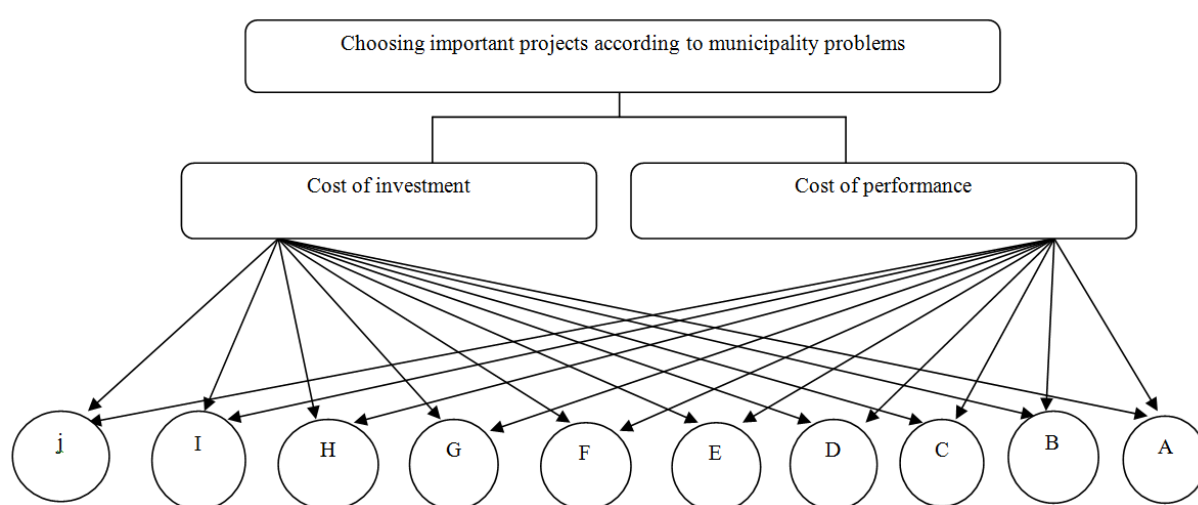 Choosing important projects according to municipality problems
Cost of investment
Cost of performance
j
I
H
G
F
E
D
C
B
A